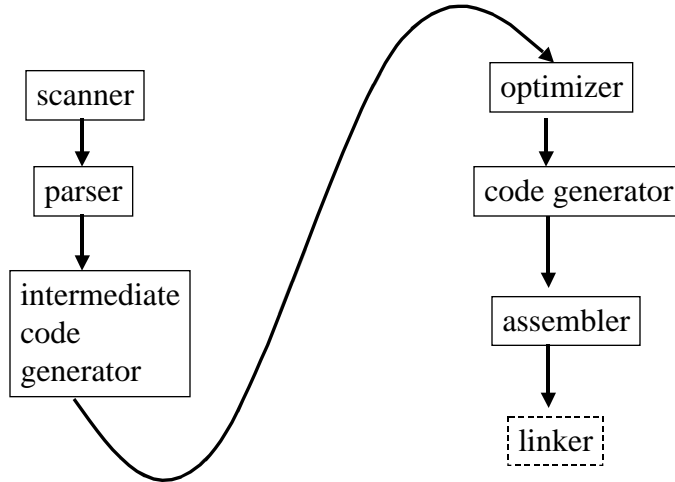 scanner
parser
intermediate
code
generator
optimizer
code generator
assembler
linker